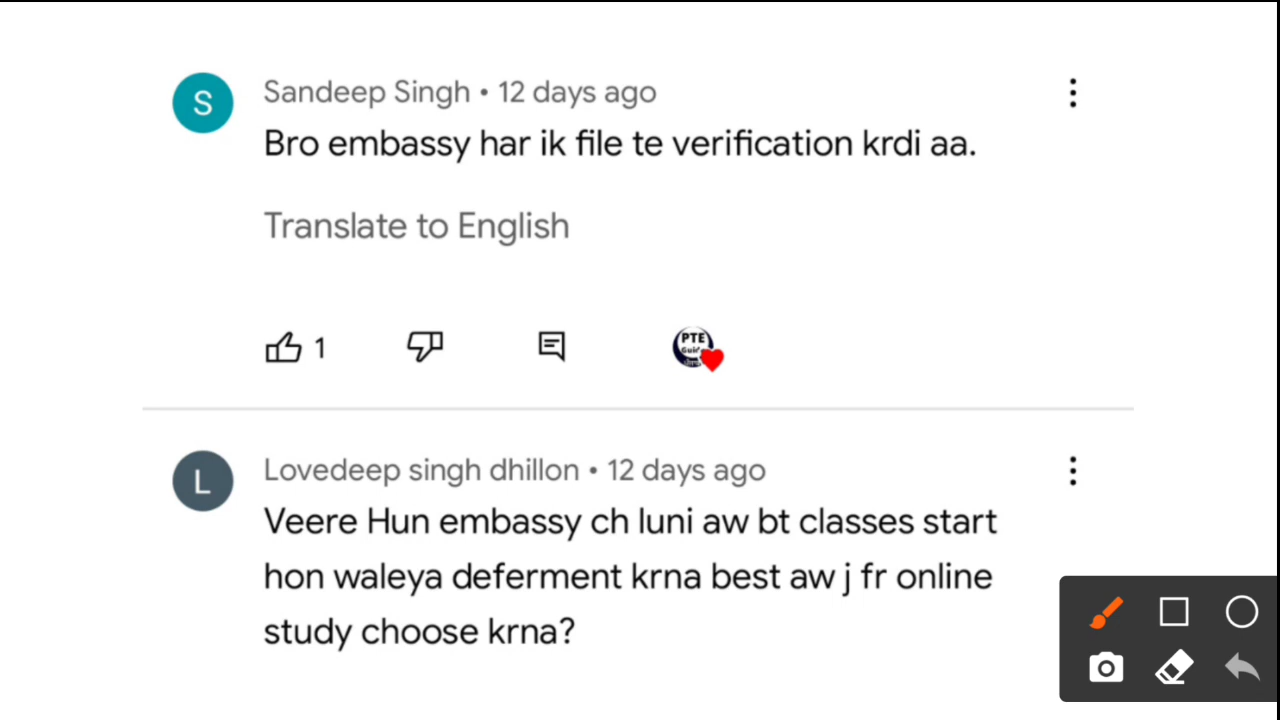 S
Sandeep Singh • 12 days ago
Bro embassy har ik file te verification krdi aa.
Translate to English
1
PTE
L
Lovedeep singh dhillon • 12 days ago
Veere Hun embassy ch luni aw bt classes start
hon waleya deferment krna best aw j fr online
study choose krna?